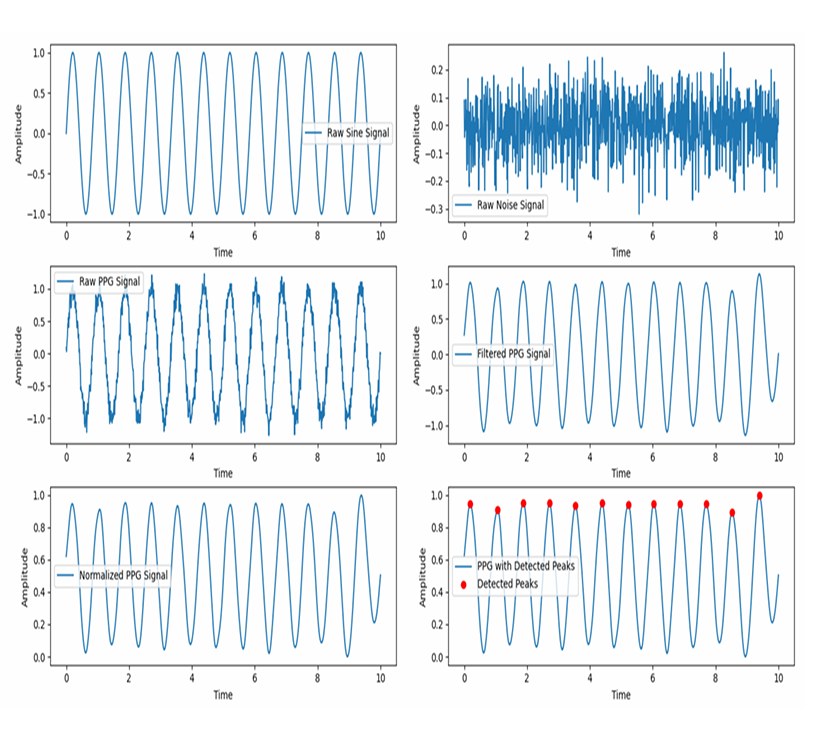 1.0
0.5
0.0
−0.5
−1.0
Amplitude
Raw Sine Signal
0 2 4 6 8 10
Time
0.2
0.1
0.0
−0.1
−0.2
−0.3
Amplitude
Raw Noise Signal
0 2 4 6 8 10
Time
1.0
0.5
0.0
−0.5
−1.0
Amplitude
Raw PPG Signal
0 2 4 6 8 10
Time
1.0
0.5
0.0
−0.5
−1.0
Amplitude
Filtered PPG Signal
0 2 4 6 8 10
Time
1.0
0.8
0.6
0.4
0.2
0.0
Amplitude
Normalized PPG Signal
0 2 4 6 8 10
Time
1.0
0.8
0.6
0.4
0.2
0.0
Amplitude
PPG with Detected Peaks
Detected Peaks
0 2 4 6 8 10
Time